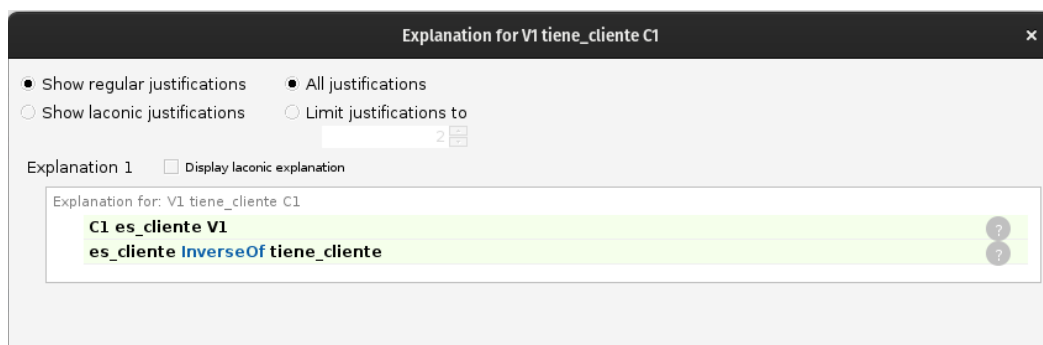 Explanation for V1 tiene_cliente C1 ×
Show regular justifications All justifications
Show laconic justifications Limit justifications to
2
Explanation 1 Display laconic explanation
Explanation for: V1 tiene_cliente C1
C1 es_cliente V1 ?
es_cliente InverseOf tiene_cliente ?